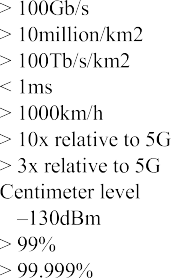 > 100Gb/s
> 10million/km2
> 100Tb/s/km2
< 1ms
> 1000km/h
> 10x relative to 5G
> 3x relative to 5G
Centimeter level
–130dBm
> 99%
> 99.999%